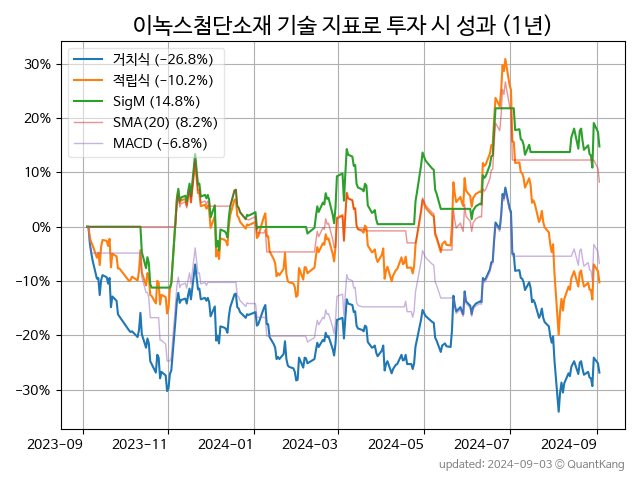 이녹스첨단소재 기술 지표로 투자 시 성과 (1년)
거치식 (−26.8%)
적립식 (−10.2%)
SigM (14.8%)
SMA(20) (8.2%)
MACD (−6.8%)
30%
20%
10%
0%
−10%
−20%
−30%
2023-09 2023-11 2024-01 2024-03 2024-05 2024-07 2024-09
updated: 2024-09-03 © QuantKang